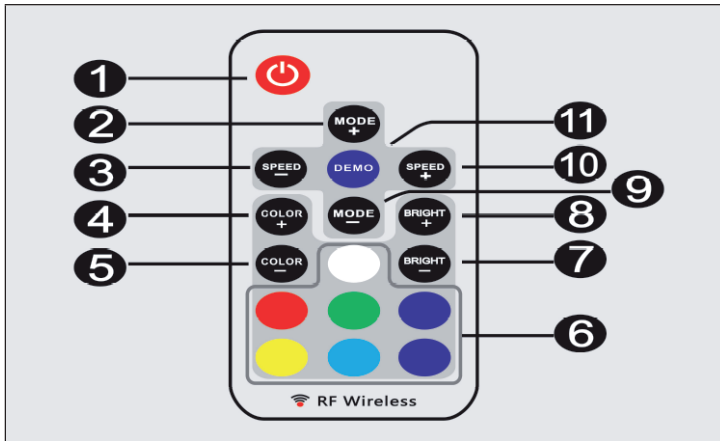 1
2 MODE + 11
3 SPEED − DEMO SPEED + 10
9
4 COLOR + MODE − BRIGHT + 8
5 COLOR − BRIGHT − 7
6
RF Wireless